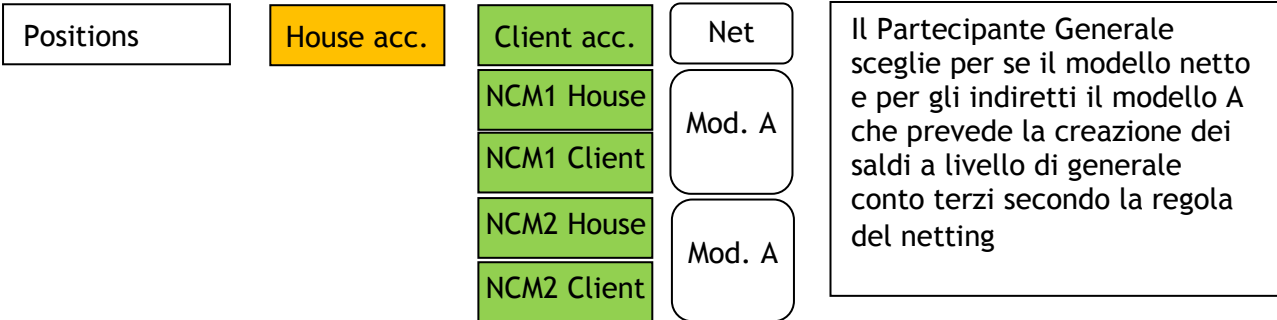 Positions
House acc.
Client acc.
Net
NCM1 House
NCM1 Client
Mod. A
NCM2 House
NCM2 Client
Mod. A
Il Partecipante Generale
sceglie per se il modello netto
e per gli indiretti il modello A
che prevede la creazione dei
saldi a livello di generale
conto terzi secondo la regola
del netting